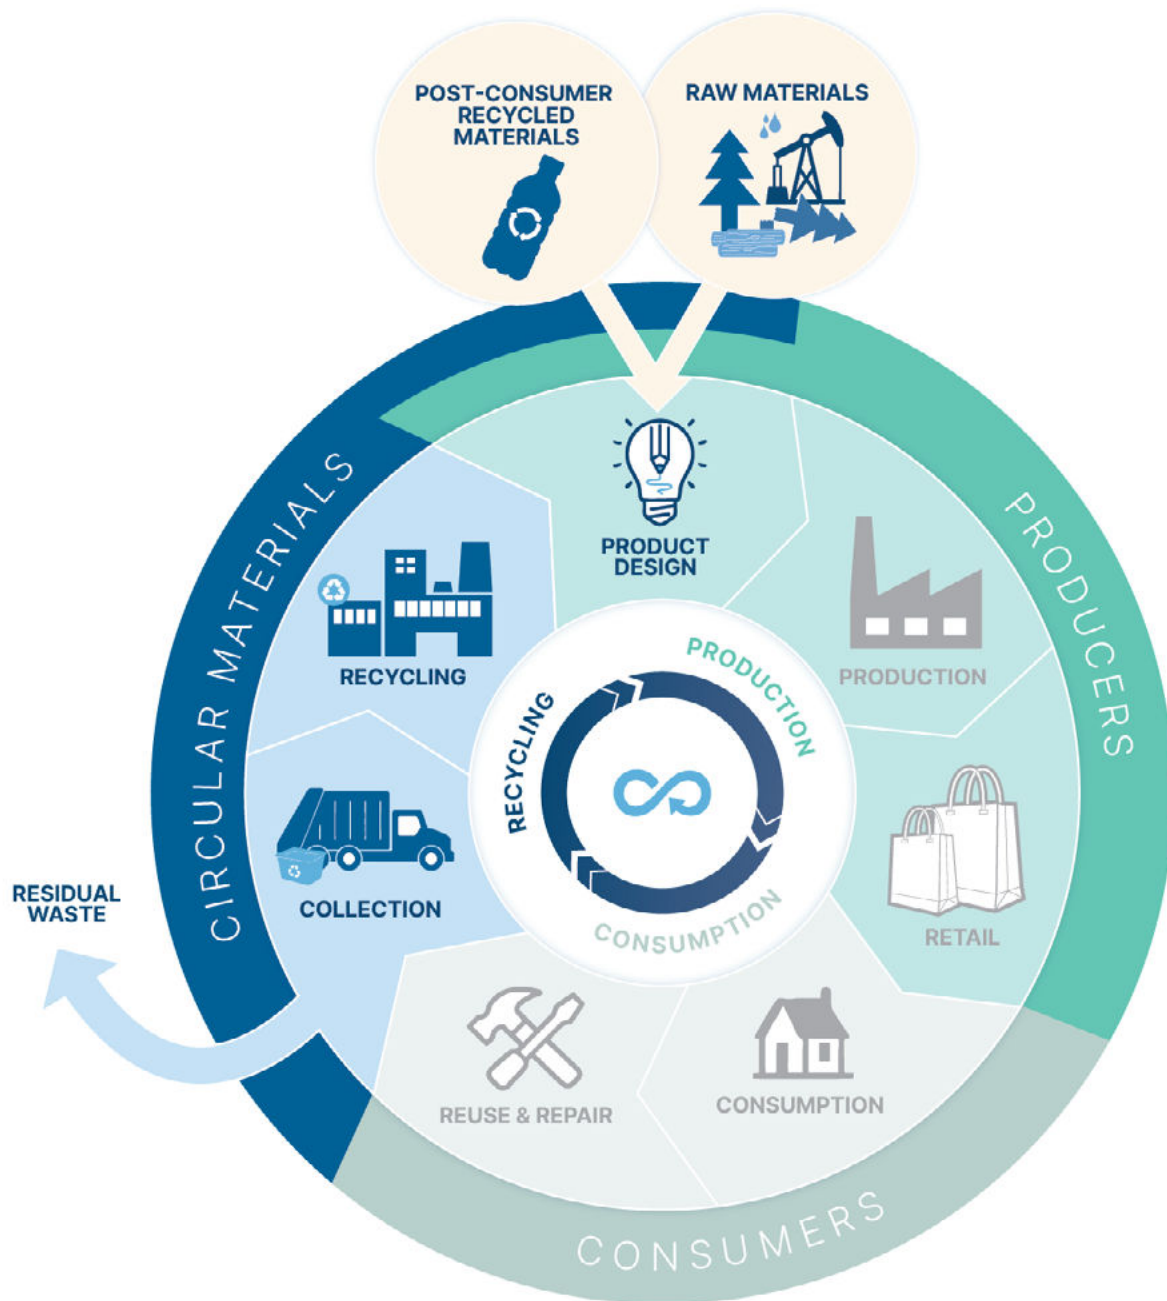 POST-CONSUMER
RECYCLED
MATERIALS
RAW MATERIALS
PRODUCT
DESIGN
PRODUCTION
RETAIL
CONSUMPTION
REUSE & REPAIR
COLLECTION
RECYCLING
RESIDUAL
WASTE
CIRCULAR MATERIALS
PRODUCERS
CONSUMERS
RECYCLING
PRODUCTION
CONSUMPTION